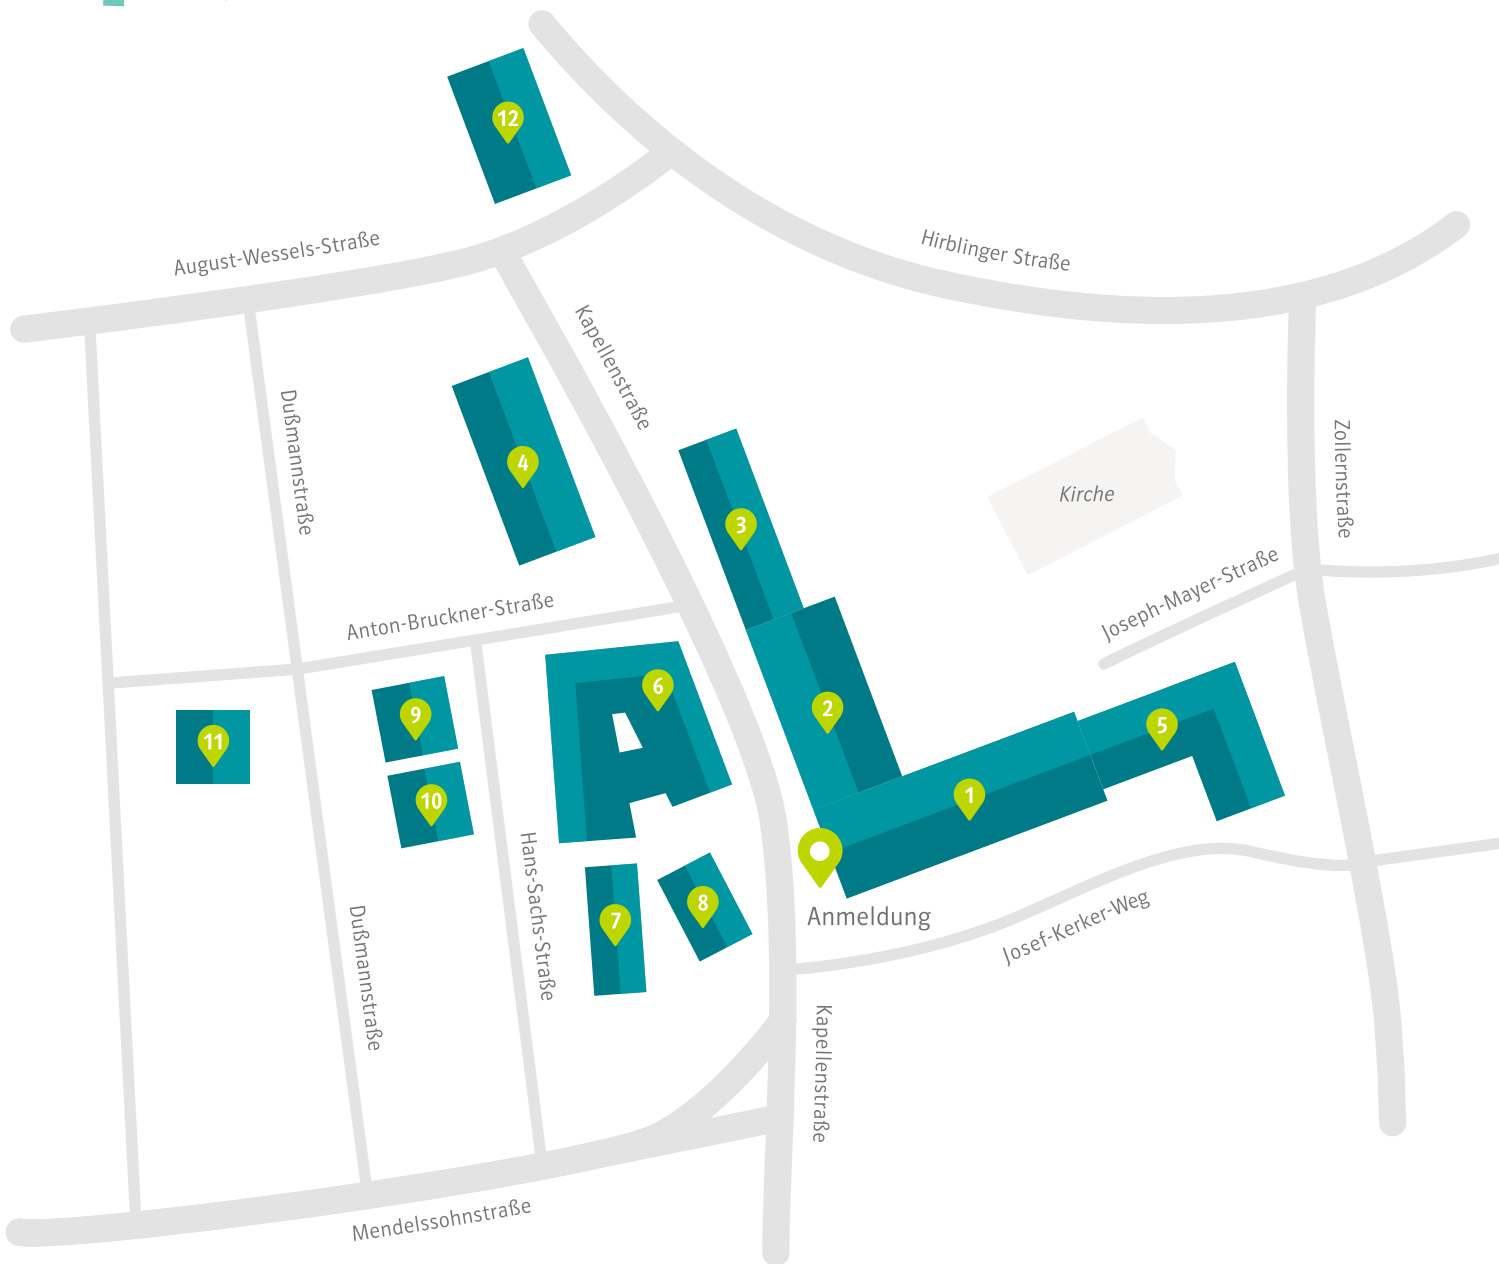 12
August-Wessels-Straße
Hirblinger Straße
Kapellenstraße
Dußmannstraße
4
Zollernstraße
Kirche
3
Joseph-Mayer-Straße
Anton-Bruckner-Straße
6
9
2
5
11
10
1
Hans-Sachs-Straße
8
7
Anmeldung
Josef-Kerker-Weg
Dußmannstraße
Kapellenstraße
Mendelssohnstraße